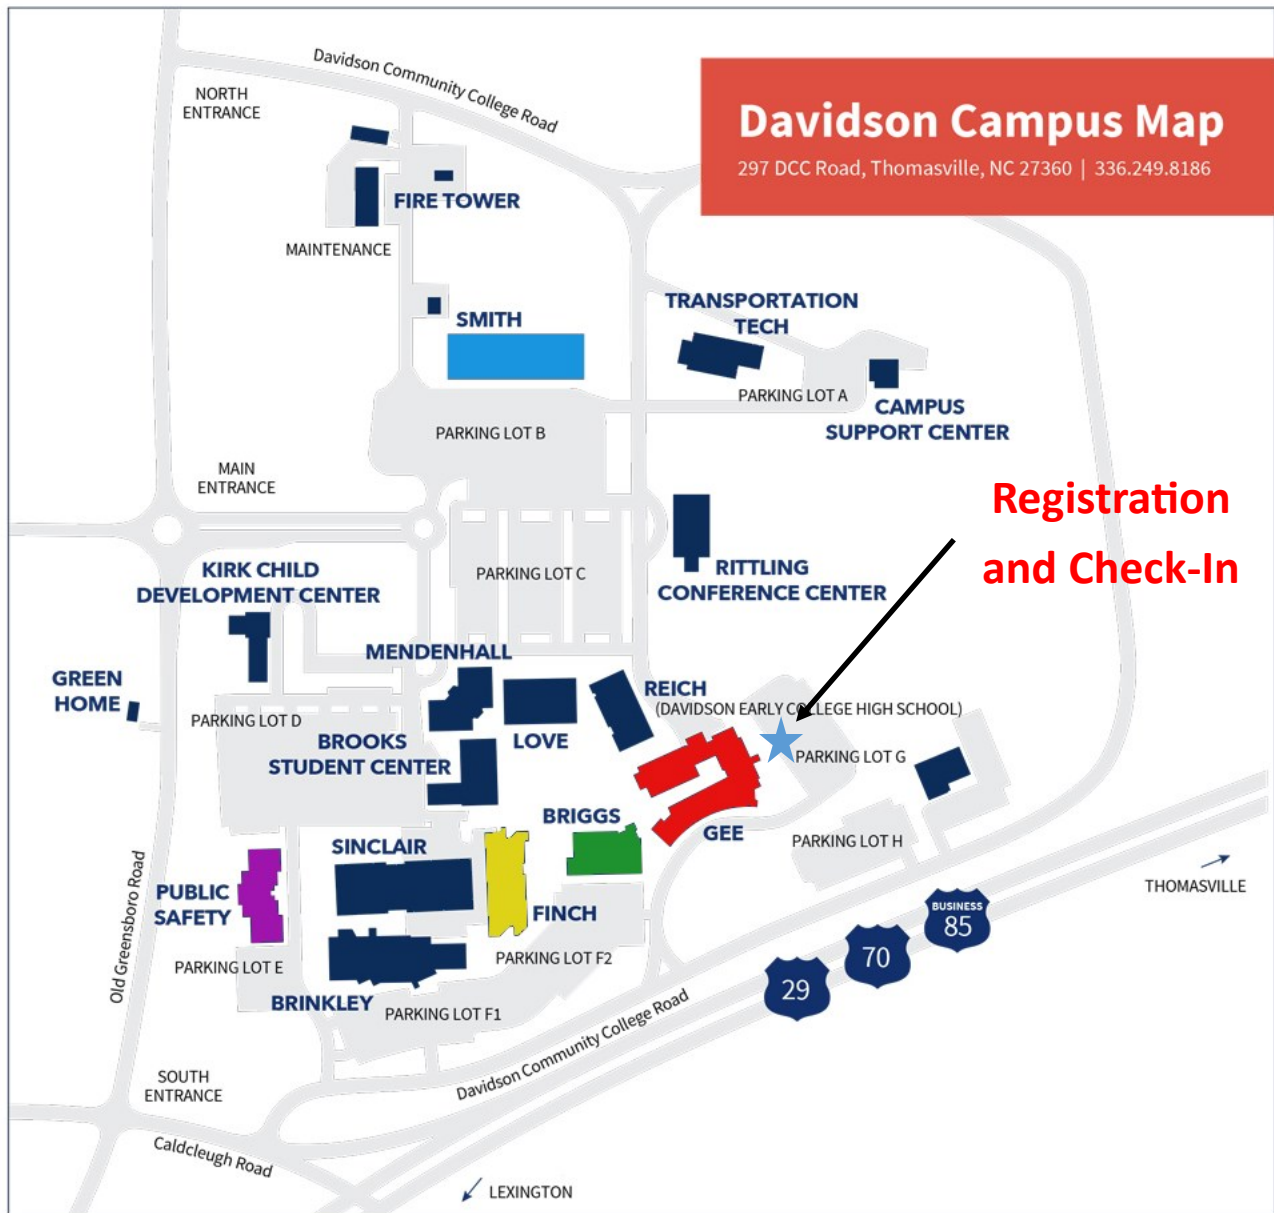 Davidson Community College Road
NORTH
ENTRANCE
Davidson Campus Map
297 DCC Road, Thomasville, NC 27360 | 336.249.8186
FIRE TOWER
MAINTENANCE
TRANSPORTATION
TECH
SMITH
PARKING LOT A
CAMPUS
SUPPORT CENTER
PARKING LOT B
MAIN
ENTRANCE
Registration
and Check-In
PARKING LOT C
KIRK CHILD
DEVELOPMENT CENTER
RITTLING
CONFERENCE CENTER
MENDENHALL
GREEN
HOME
REICH
(DAVIDSON EARLY COLLEGE HIGH SCHOOL)
PARKING LOT D
BROOKS
STUDENT CENTER
LOVE
PARKING LOT G
BRIGGS
GEE
SINCLAIR
PARKING LOT H
PUBLIC
SAFETY
FINCH
THOMASVILLE
BUSINESS
85
70
29
Old Greensboro Road
PARKING LOT E
PARKING LOT F2
BRINKLEY
PARKING LOT F1
Davidson Community College Road
SOUTH
ENTRANCE
Caldcleugh Road
LEXINGTON